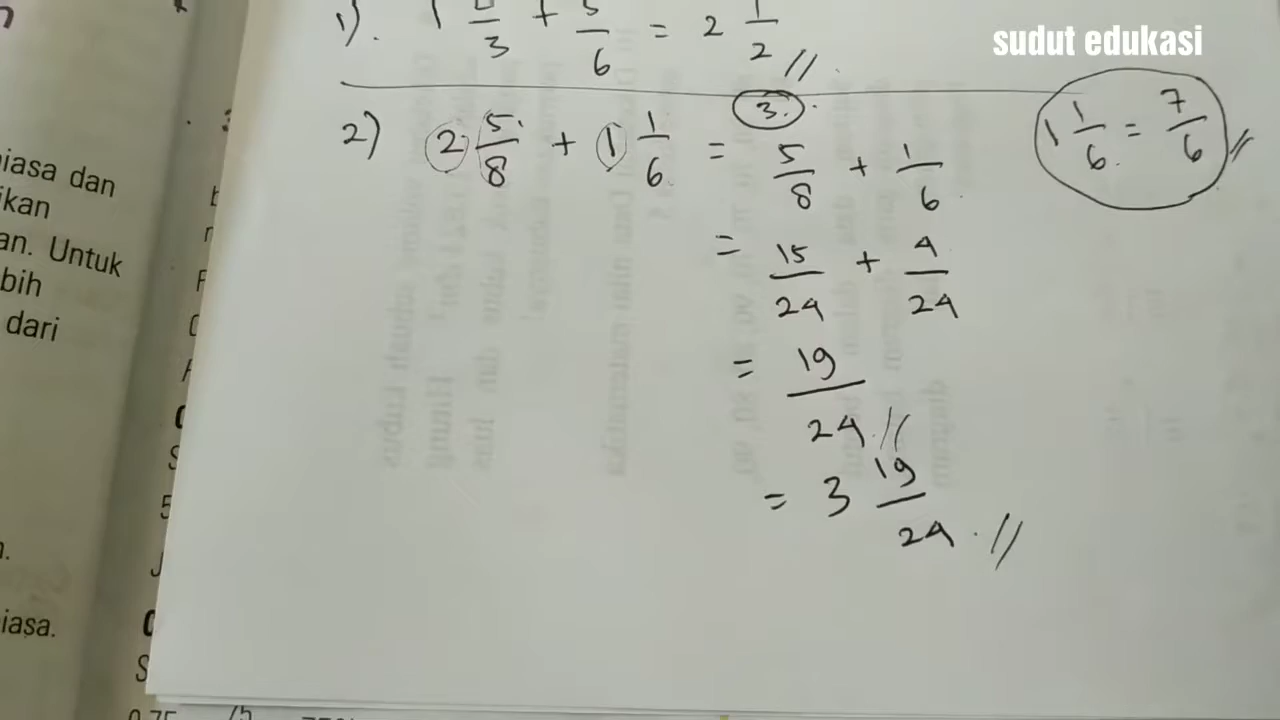 sudut edukasi
1). 1 /3 + 5/6 = 2 1/2 //
3.
2) 2 5/8 + 1 1/6 = 5/8 + 1/6
1 1/6 = 7/6 //
= 15/24 + 4/24
= 19/24 //
= 3 19/24 . //
iasa dan
ikan
an. Untuk
bih
dari
n.
iasa.
0,75